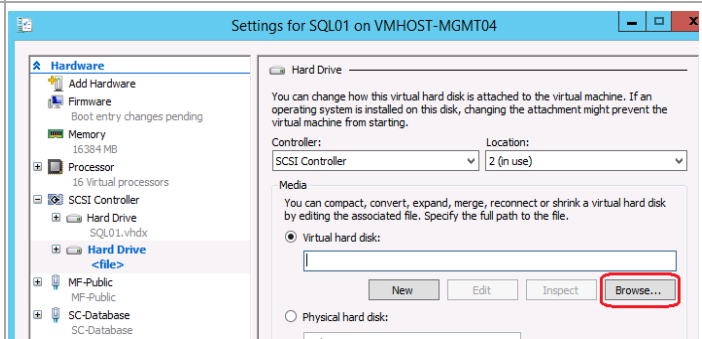 Settings for SQL01 on VMHOST-MGMT04
Hardware
Add Hardware
Firmware
Boot entry changes pending
Memory
16384 MB
Processor
16 Virtual processors
SCSI Controller
Hard Drive
SQL01.vhdx
Hard Drive
<file>
MF-Public
MF-Public
SC-Database
SC-Database
Hard Drive
You can change how this virtual hard disk is attached to the virtual machine. If an
operating system is installed on this disk, changing the attachment might prevent the
virtual machine from starting.
Controller: Location:
SCSI Controller 2 (in use)
Media
You can compact, convert, expand, merge, reconnect or shrink a virtual hard disk
by editing the associated file. Specify the full path to the file.
Virtual hard disk:
New Edit Inspect Browse...
Physical hard disk: